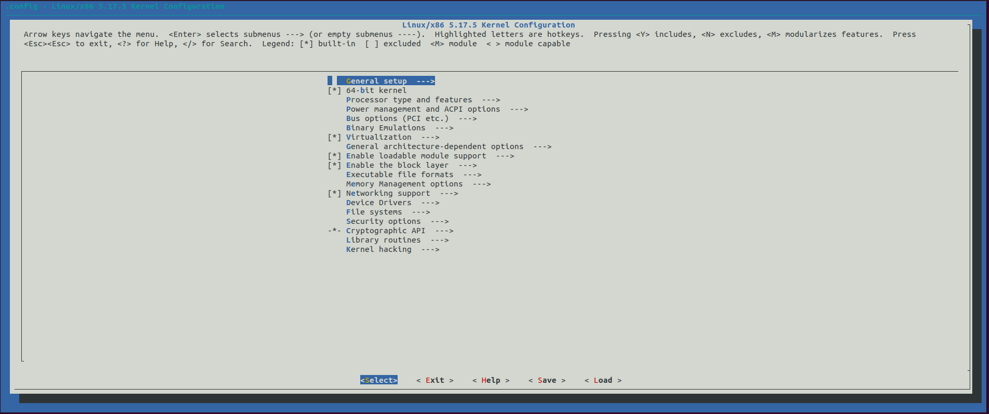 .config - Linux/x86 5.17.5 Kernel Configuration
Linux/x86 5.17.5 Kernel Configuration
Arrow keys navigate the menu.  <Enter> selects submenus ---> (or empty submenus ----).  Highlighted letters are hotkeys.  Pressing <Y> includes, <N> excludes, <M> modularizes features.  Press
<Esc><Esc> to exit, <?> for Help, </> for Search.  Legend: [*] built-in  [ ] excluded  <M> module  < > module capable
General setup  --->
[*] 64-bit kernel
Processor type and features  --->
Power management and ACPI options  --->
Bus options (PCI etc.)  --->
Binary Emulations  --->
[*] Virtualization  --->
General architecture-dependent options  --->
[*] Enable loadable module support  --->
[*] Enable the block layer  --->
Executable file formats  --->
Memory Management options  --->
[*] Networking support  --->
Device Drivers  --->
File systems  --->
Security options  --->
-*- Cryptographic API  --->
Library routines  --->
Kernel hacking  --->
<Select>    < Exit >    < Help >    < Save >    < Load >